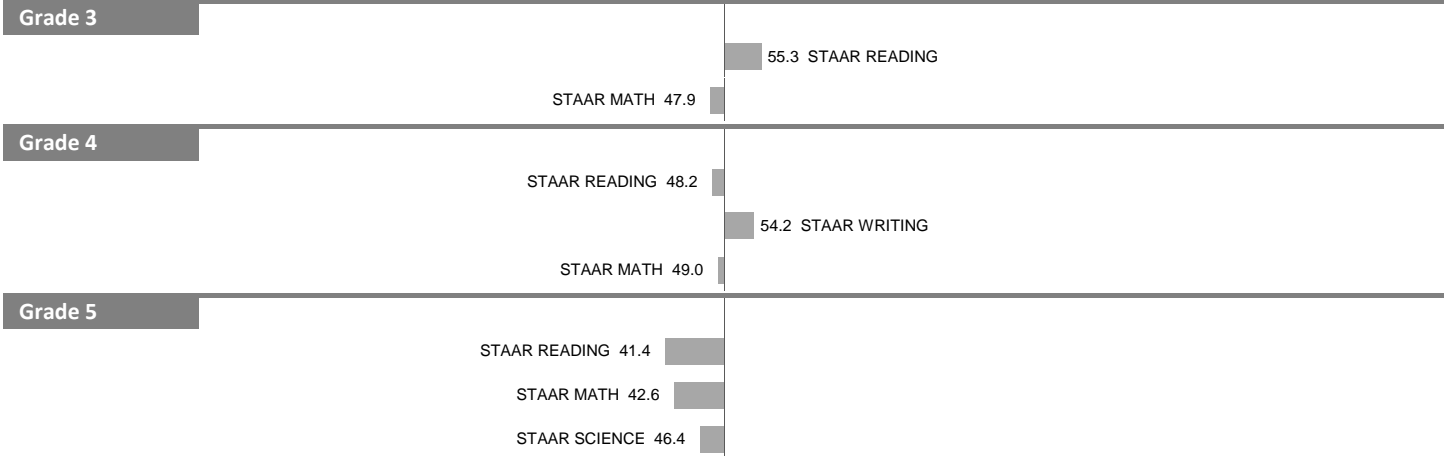 Grade 3
55.3 STAAR READING
STAAR MATH 47.9
Grade 4
STAAR READING 48.2
54.2 STAAR WRITING
STAAR MATH 49.0
Grade 5
STAAR READING 41.4
STAAR MATH 42.6
STAAR SCIENCE 46.4